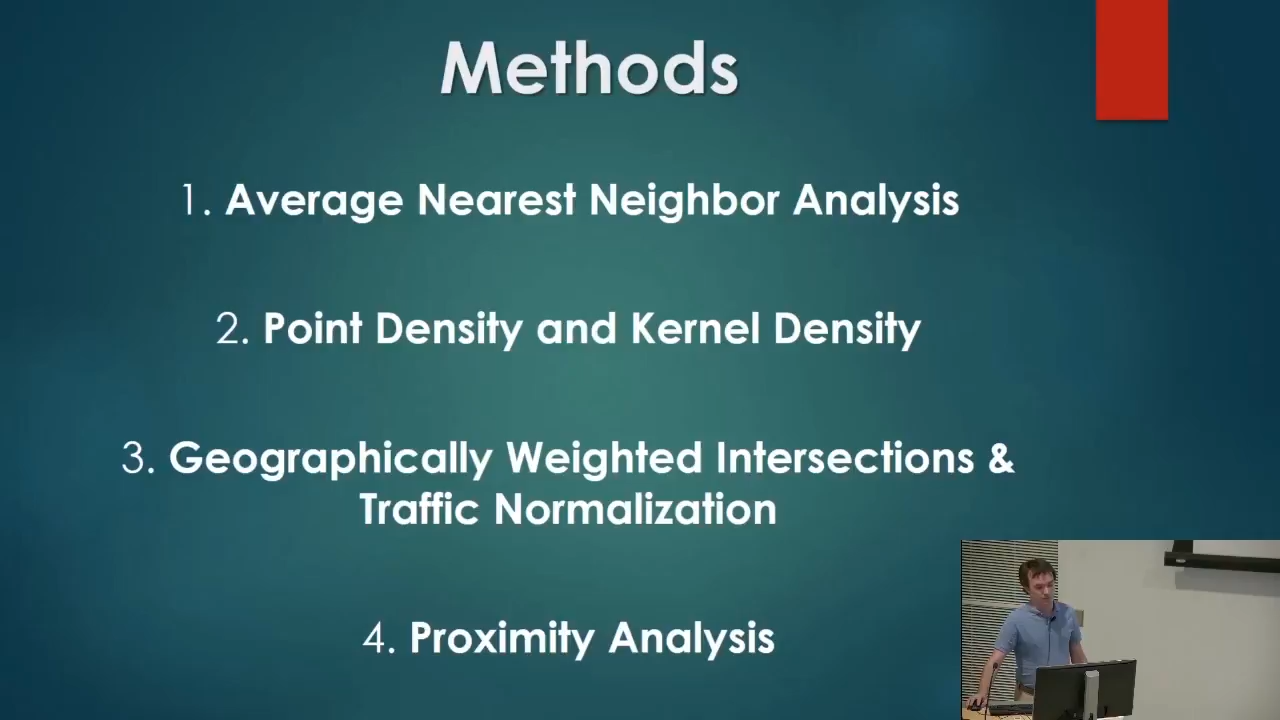 Methods
1. Average Nearest Neighbor Analysis
2. Point Density and Kernel Density
3. Geographically Weighted Intersections &
Traffic Normalization
4. Proximity Analysis